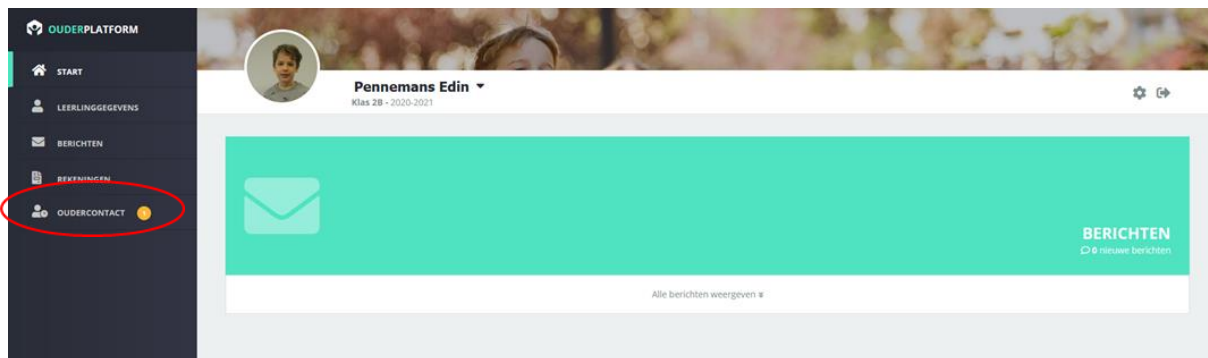 OUDERPLATFORM
START
LEERLINGGEGEVENS
BERICHTEN
REKENINGEN
OUDERCONTACT 1
Pennemans Edin
Klas 2B - 2020-2021
BERICHTEN
0 nieuwe berichten
Alle berichten weergeven